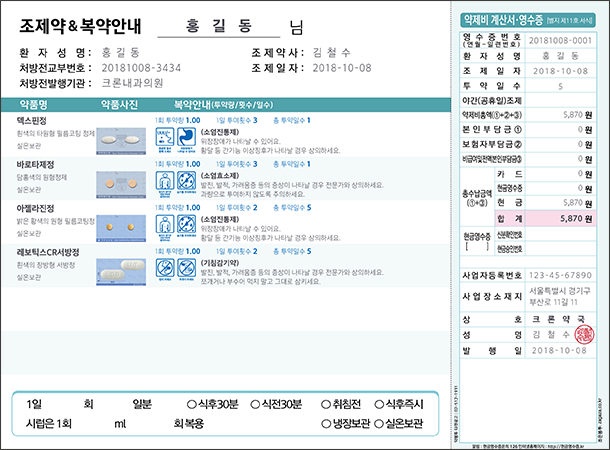 조제약&복약안내 홍 길 동 님
환 자 성 명 : 홍 길 동 조 제 약 사 : 김 철 수
처방전교부번호 : 20181008-3434 조 제 일 자 : 2018-10-08
처방전발행기관 : 크론내과의원
약품명 약품사진 복약안내(투약량/횟수/일수)
덱스핀정 1회 투약량 1.00 1일 투여횟수 3 총 투약일수 1
흰색의 타원형 필름코팅 정제 (소염진통제)
실온보관 위장장애가 나타날 수 있어요.
황달 등 간기능 이상징후가 나타날 경우 상의하세요.
바로타제정 1회 투약량 1.00 1일 투여횟수 3 총 투약일수 1
담홍색의 원형정제 (소염효소제)
실온보관 발진, 발적, 가려움증 등의 증상이 나타날 경우 전문가와 상의하세요.
과량으로 투여하지 않도록 주의하세요.
아젤라진정 1회 투약량 1.00 1일 투여횟수 2 총 투약일수 5
밝은 황색의 원형 필름코팅정 (소염진통제)
실온보관 위장장애가 나타날 수 있어요.
황달 등 간기능 이상징후가 나타날 경우 상의하세요.
레보틱스CR서방정 1회 투약량 1.00 1일 투여횟수 2 총 투약일수 5
흰색의 장방형 서방정 (기침감기약)
실온보관 발진, 발적, 가려움증 등의 증상이 나타날 경우 전문가와 상의하세요.
쪼개거나 부수어 먹지 말고 그대로 삼키세요.
1일 회 일분 ○식후30분 ○식전30분 ○취침전 ○식후즉시
시럽은 1회 ml 회 복용 ○냉장보관 ○실온보관
약제비 계산서·영수증 [별지 제11호 서식]
영 수 증 번 호 20181008-0001
(연월-일련번호)
환 자 성 명 홍 길 동
조 제 일 자 2018-10-08
투 약 일 수 5
야간(공휴일)조제
약제비총액(①+②+③) 5,870 원
본인부담금① 0 원
보험자부담금② 0 원
비급여및전액본인부담금③ 0 원
총수납금액 (①+③)
카 드 0 원
현금영수증 0 원
현 금 5,870 원
합 계 5,870 원
현금영수증 [ ]
신분확인번호
현금승인번호
사업자등록번호 123-45-67890
사 업 장 소 재 지 서울특별시 경기구
부산로 11길 11
상 호 크 론 약 국
성 명 김 철 수
발 행 일 2018-10-08